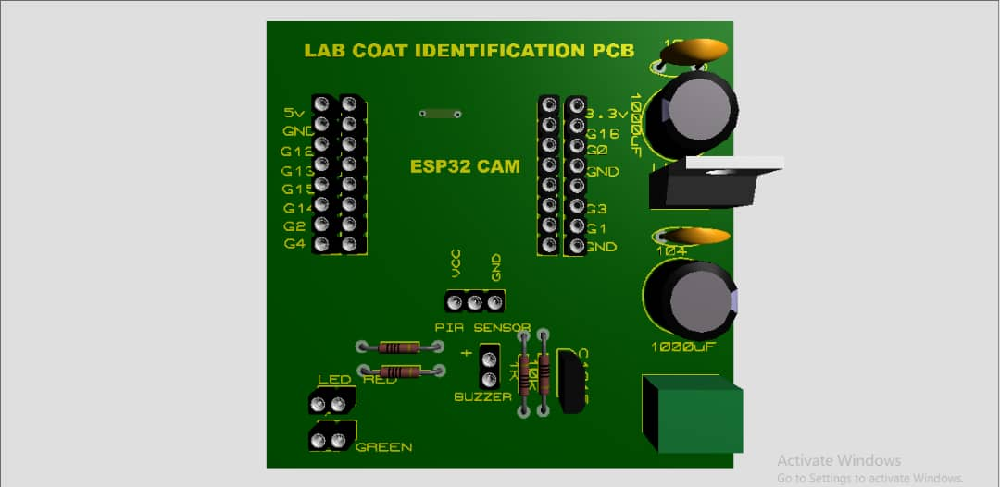 LAB COAT IDENTIFICATION PCB
5v
GND
G12
G13
G15
G14
G2
G4
ESP32 CAM
3.3v
G16
G0
GND
G3
G1
GND
1000uF
104
1000uF
VCC
GND
PIR SENSOR
+
BUZZER
1K
10K
LED RED
GREEN
Activate Windows
Go to Settings to activate Windows.